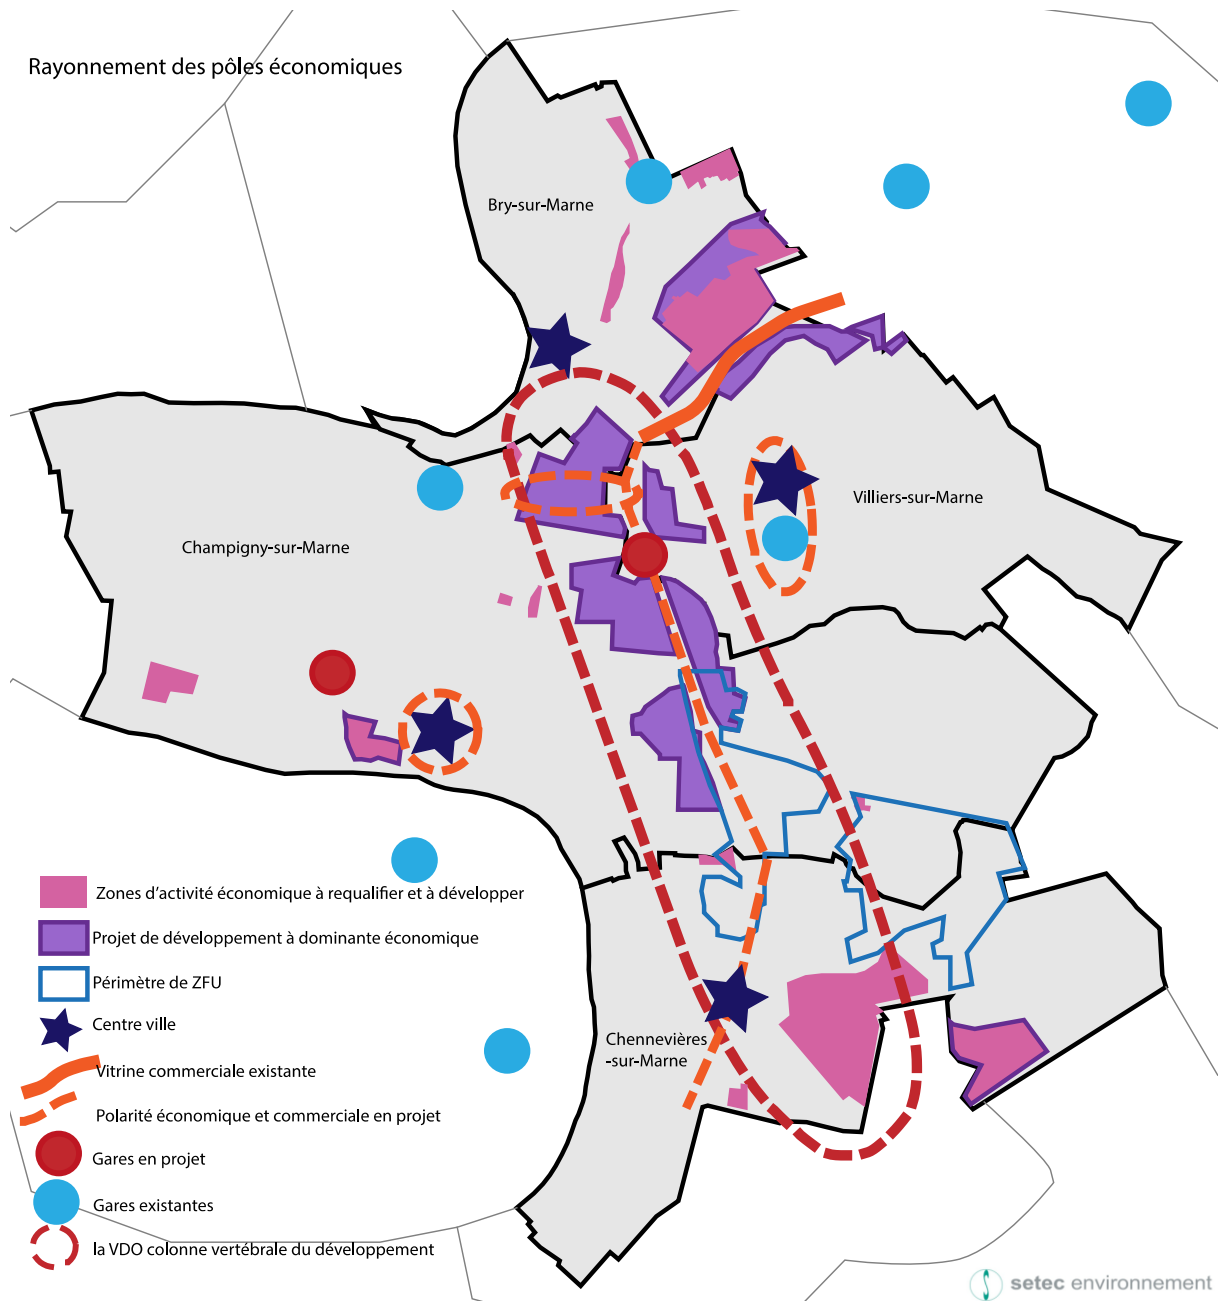 Rayonnement des pôles économiques
Bry-sur-Marne
Villiers-sur-Marne
Champigny-sur-Marne
Chennevières
-sur-Marne
Zones d'activité économique à requalifier et à développer
Projet de développement à dominante économique
Périmètre de ZFU
Centre ville
Vitrine commerciale existante
Polarité économique et commerciale en projet
Gares en projet
Gares existantes
la VDO colonne vertébrale du développement
setec environnement